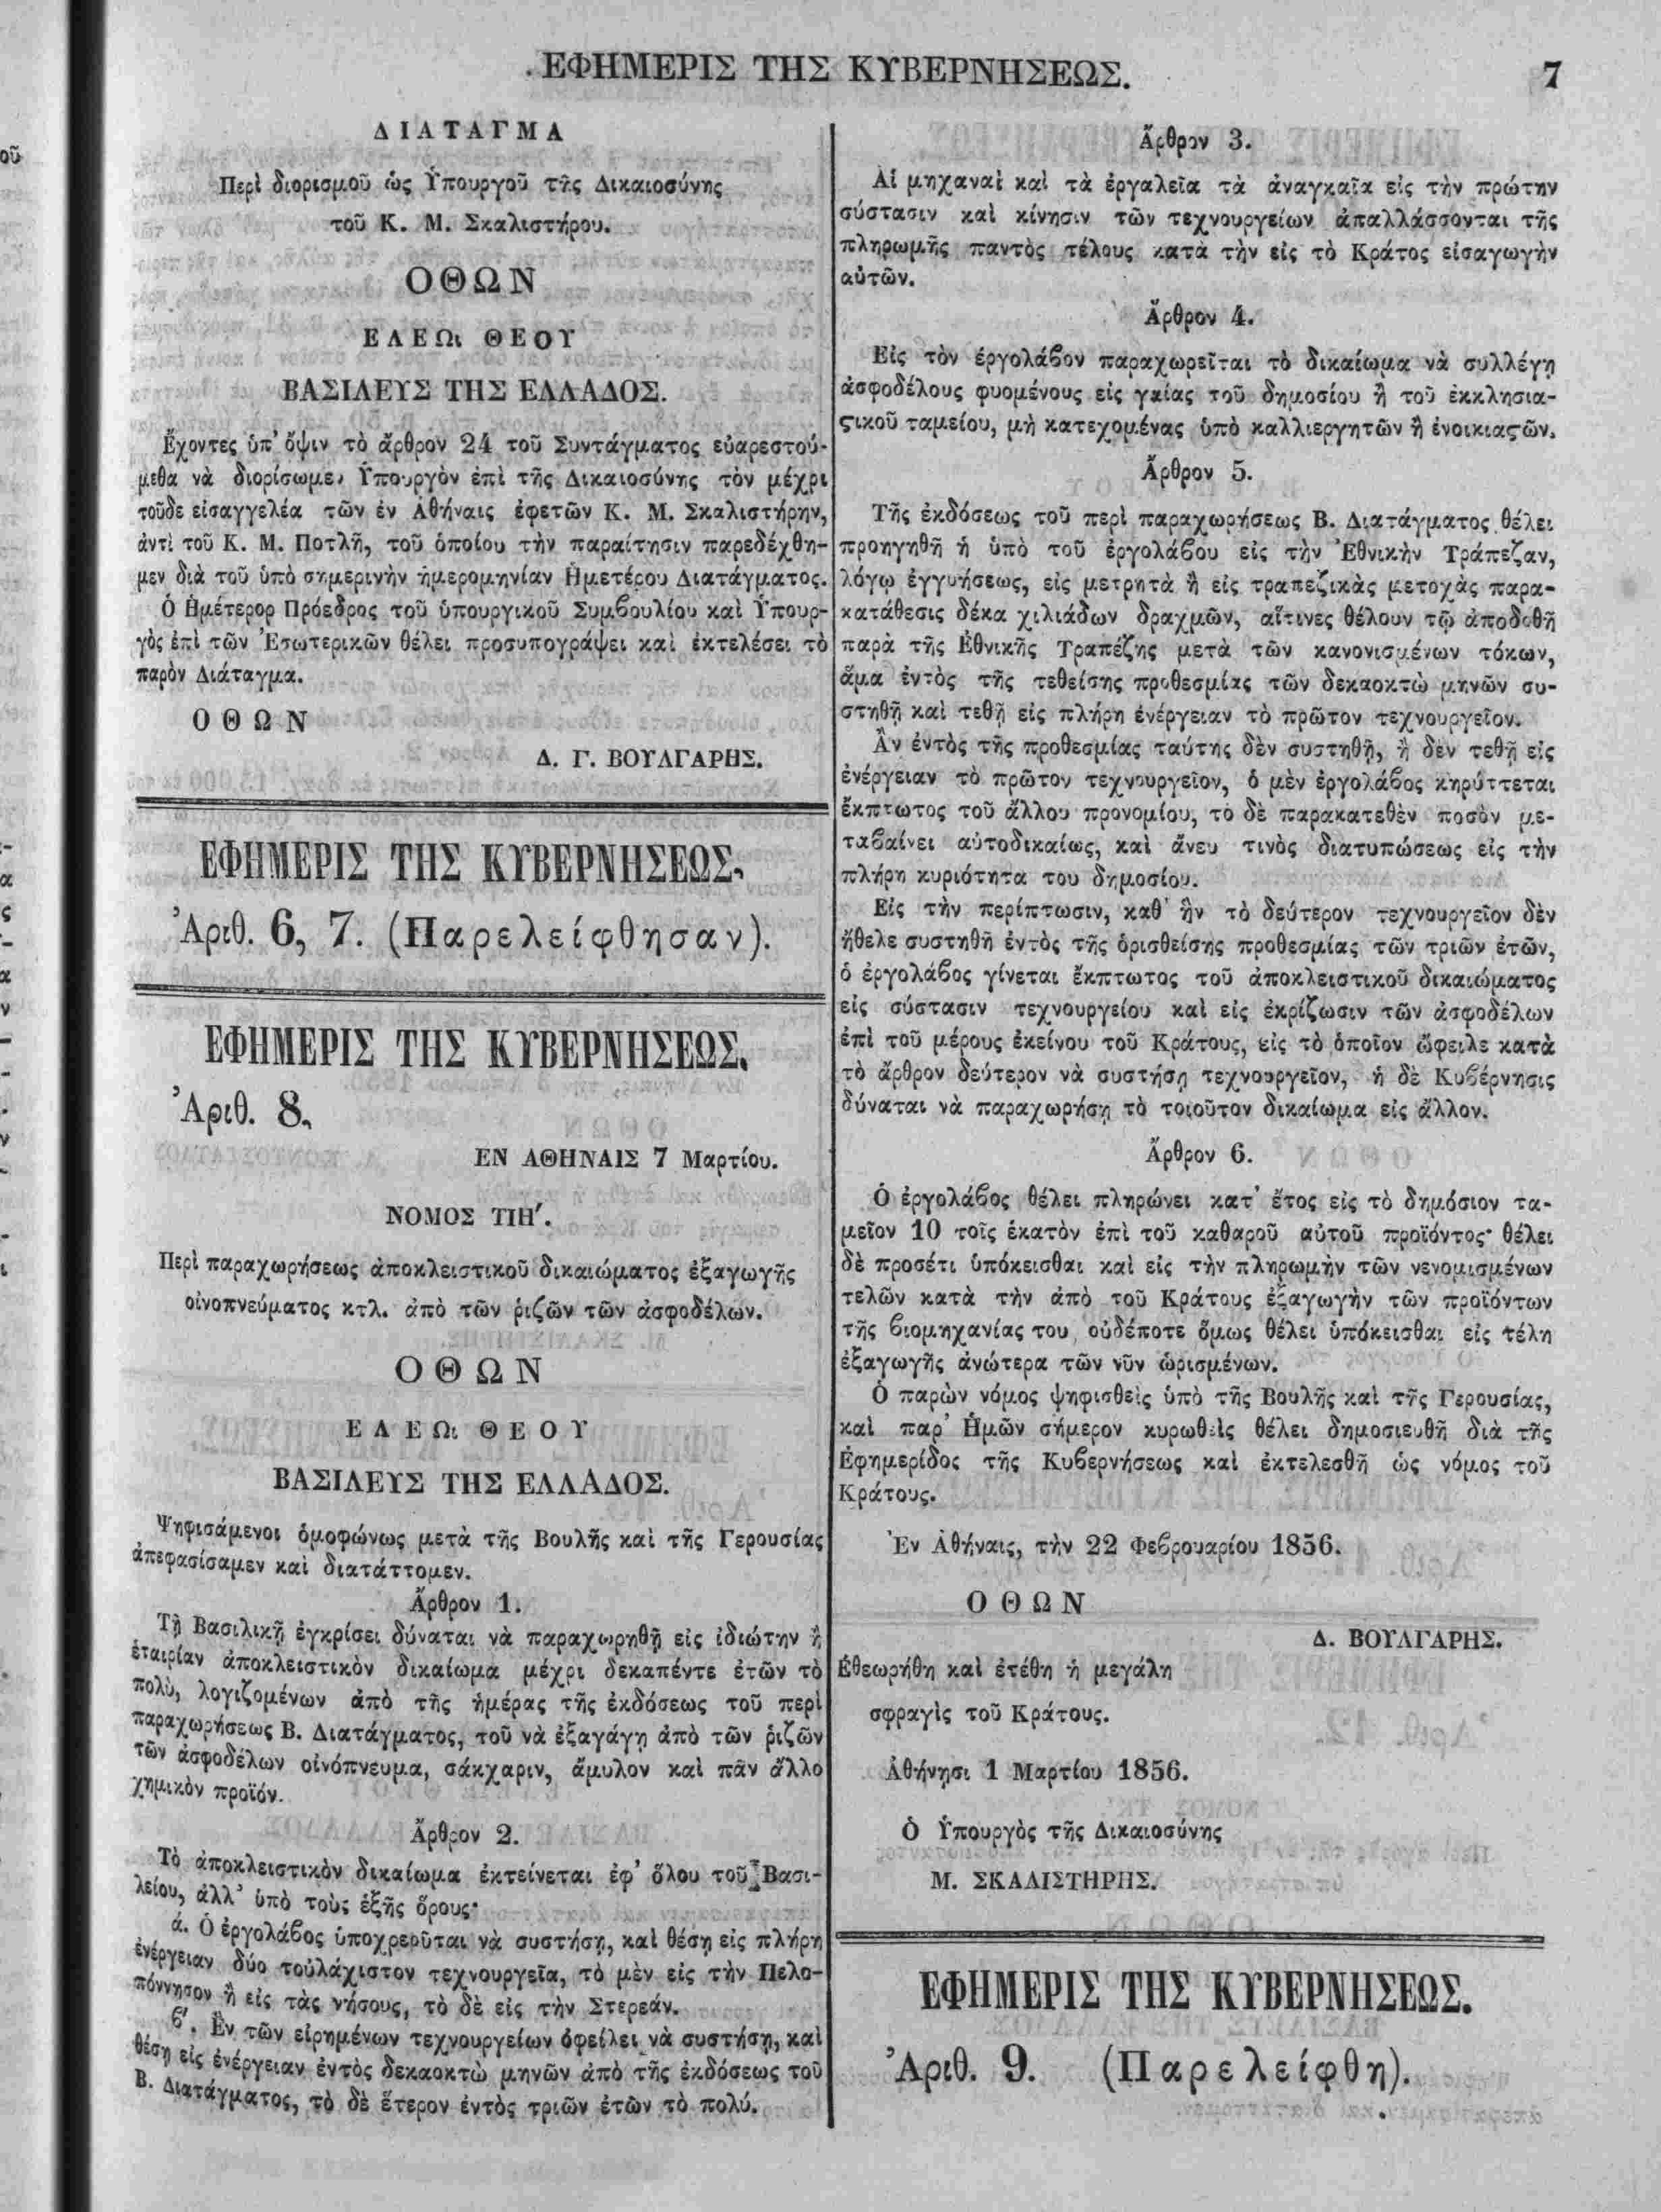 ΕΦΗΜΕΡΙΣ ΤΗΣ ΚΥΒΕΡΝΗΣΕΩΣ.
7
ΔΙΑΤΑΓΜΑ
Περὶ διορισμοῦ ὡς Ὑπουργοῦ τῆς Δικαιοσύνης
τοῦ Κ. Μ. Σκαλιστήρου.
ΟΘΩΝ
ΕΛΕΩι ΘΕΟΥ
ΒΑΣΙΛΕΥΣ ΤΗΣ ΕΛΛΑΔΟΣ.
Ἔχοντες ὑπ' ὄψιν τὸ ἄρθρον 24 τοῦ Συντάγματος εὐαρεστού-
μεθα νὰ διορίσωμεν Ὑπουργὸν ἐπὶ τῆς Δικαιοσύνης τὸν μέχρι
τοῦδε εἰσαγγελέα τῶν ἐν Ἀθήναις ἐφετῶν Κ. Μ. Σκαλιστήρην,
ἀντὶ τοῦ Κ. Μ. Ποτλῆ, τοῦ ὁποίου τὴν παραίτησιν παρεδέχθη-
μεν διὰ τοῦ ὑπὸ σημερινὴν ἡμερομηνίαν Ἡμετέρου Διατάγματος.
Ὁ Ἡμέτερορ Πρόεδρος τοῦ ὑπουργικοῦ Συμβουλίου καὶ Ὑπουρ-
γὸς ἐπὶ τῶν Ἐσωτερικῶν θέλει προσυπογράψει καὶ ἐκτελέσει τὸ
παρὸν Διάταγμα.
ΟΘΩΝ
Δ. Γ. ΒΟΥΛΓΑΡΗΣ.
ΕΦΗΜΕΡΙΣ ΤΗΣ ΚΥΒΕΡΝΗΣΕΩΣ.
Ἀριθ. 6, 7. (Παρελείφθησαν).
ΕΦΗΜΕΡΙΣ ΤΗΣ ΚΥΒΕΡΝΗΣΕΩΣ.
Ἀριθ. 8.
ΕΝ ΑΘΗΝΑΙΣ 7 Μαρτίου.
ΝΟΜΟΣ ΤΙΗ'.
Περὶ παραχωρήσεως ἀποκλειστικοῦ δικαιώματος ἐξαγωγῆς
οἰνοπνεύματος κτλ. ἀπὸ τῶν ῥιζῶν τῶν ἀσφοδέλων.
ΟΘΩΝ
ΕΛΕΩι ΘΕΟΥ
ΒΑΣΙΛΕΥΣ ΤΗΣ ΕΛΛΑΔΟΣ.
Ψηφισάμενοι ὁμοφώνως μετὰ τῆς Βουλῆς καὶ τῆς Γερουσίας
ἀπεφασίσαμεν καὶ διατάττομεν.
Ἄρθρον 1.
Τῇ Βασιλικῇ ἐγκρίσει δύναται νὰ παραχωρηθῇ εἰς ἰδιώτην ἢ
ἑταιρίαν ἀποκλειστικὸν δικαίωμα μέχρι δεκαπέντε ἐτῶν τὸ
πολὺ, λογιζομένων ἀπὸ τῆς ἡμέρας τῆς ἐκδόσεως τοῦ περὶ
παραχωρήσεως Β. Διατάγματος, τοῦ νὰ ἐξαγάγῃ ἀπὸ τῶν ῥιζῶν
τῶν ἀσφοδέλων οἰνόπνευμα, σάκχαριν, ἄμυλον καὶ πᾶν ἄλλο
χημικὸν προϊόν.
Ἄρθρον 2.
Τὸ ἀποκλειστικὸν δικαίωμα ἐκτείνεται ἐφ' ὅλου τοῦ Βασι-
λείου, ἀλλ' ὑπὸ τοὺς ἑξῆς ὅρους·
ά. Ὁ ἐργολάβος ὑποχρεοῦται νὰ συστήσῃ, καὶ θέσῃ εἰς πλήρη
ἐνέργειαν δύο τοὐλάχιστον τεχνουργεῖα, τὸ μὲν εἰς τὴν Πελο-
πόννησον ἢ εἰς τὰς νήσους, τὸ δὲ εἰς τὴν Στερεάν.
β'. Ἓν τῶν εἰρημένων τεχνουργείων ὀφείλει νὰ συστήσῃ, καὶ
θέσῃ εἰς ἐνέργειαν ἐντὸς δεκαοκτὼ μηνῶν ἀπὸ τῆς ἐκδόσεως τοῦ
Β. Διατάγματος, τὸ δὲ ἕτερον ἐντὸς τριῶν ἐτῶν τὸ πολύ.
Ἄρθρον 3.
Αἱ μηχαναὶ καὶ τὰ ἐργαλεῖα τὰ ἀναγκαῖα εἰς τὴν πρώτην
σύστασιν καὶ κίνησιν τῶν τεχνουργείων ἀπαλλάσσονται τῆς
πληρωμῆς παντὸς τέλους κατὰ τὴν εἰς τὸ Κράτος εἰσαγωγὴν
αὐτῶν.
Ἄρθρον 4.
Εἰς τὸν ἐργολάβον παραχωρεῖται τὸ δικαίωμα νὰ συλλέγῃ
ἀσφοδέλους φυομένους εἰς γαίας τοῦ δημοσίου ἢ τοῦ ἐκκλησια-
ϛικοῦ ταμείου, μὴ κατεχομένας ὑπὸ καλλιεργητῶν ἢ ἐνοικιαϛῶν.
Ἄρθρον 5.
Τῆς ἐκδόσεως τοῦ περὶ παραχωρήσεως Β. Διατάγματος θέλει
προηγηθῆ ἡ ὑπὸ τοῦ ἐργολάβου εἰς τὴν Ἐθνικὴν Τράπεζαν,
λόγῳ ἐγγυήσεως, εἰς μετρητὰ ἢ εἰς τραπεζικὰς μετοχὰς παρα-
κατάθεσις δέκα χιλιάδων δραχμῶν, αἵτινες θέλουν τῷ ἀποδοθῆ
παρὰ τῆς Ἐθνικῆς Τραπέζης μετὰ τῶν κανονισμένων τόκων,
ἅμα ἐντὸς τῆς τεθείσης προθεσμίας τῶν δεκαοκτὼ μηνῶν συ-
στηθῇ καὶ τεθῇ εἰς πλήρη ἐνέργειαν τὸ πρῶτον τεχνουργεῖον.
Ἂν ἐντὸς τῆς προθεσμίας ταύτης δὲν συστηθῇ, ἢ δὲν τεθῇ εἰς
ἐνέργειαν τὸ πρῶτον τεχνουργεῖον, ὁ μὲν ἐργολάβος κηρύττεται
ἔκπτωτος τοῦ ἄλλου προνομίου, τὸ δὲ παρακατεθὲν ποσὸν με-
ταβαίνει αὐτοδικαίως, καὶ ἄνευ τινὸς διατυπώσεως εἰς τὴν
πλήρη κυριότητα του δημοσίου.
Εἰς τὴν περίπτωσιν, καθ' ἣν τὸ δεύτερον τεχνουργεῖον δὲν
ἤθελε συστηθῆ ἐντὸς τῆς ὁρισθείσης προθεσμίας τῶν τριῶν ἐτῶν,
ὁ ἐργολάβος γίνεται ἔκπτωτος τοῦ ἀποκλειστικοῦ δικαιώματος
εἰς σύστασιν τεχνουργείου καὶ εἰς ἐκρίζωσιν τῶν ἀσφοδέλων
ἐπὶ τοῦ μέρους ἐκείνου τοῦ Κράτους, εἰς τὸ ὁποῖον ὤφειλε κατὰ
τὸ ἄρθρον δεύτερον νὰ συστήσῃ τεχνουργεῖον, ἡ δὲ Κυβέρνησις
δύναται νὰ παραχωρήσῃ τὸ τοιοῦτον δικαίωμα εἰς ἄλλον.
Ἄρθρον 6.
Ὁ ἐργολάβος θέλει πληρώνει κατ' ἔτος εἰς τὸ δημόσιον τα-
μεῖον 10 τοῖς ἑκατὸν ἐπὶ τοῦ καθαροῦ αὐτοῦ προϊόντος· θέλει
δὲ προσέτι ὑπόκεισθαι καὶ εἰς τὴν πληρωμὴν τῶν νενομισμένων
τελῶν κατὰ τὴν ἀπὸ τοῦ Κράτους ἐξαγωγὴν τῶν προϊόντων
τῆς βιομηχανίας του, οὐδέποτε ὅμως θέλει ὑπόκεισθαι εἰς τέλη
ἐξαγωγῆς ἀνώτερα τῶν νῦν ὡρισμένων.
Ὁ παρὼν νόμος ψηφισθεὶς ὑπὸ τῆς Βουλῆς καὶ τῆς Γερουσίας,
καὶ παρ' Ἡμῶν σήμερον κυρωθεὶς θέλει δημοσιευθῆ διὰ τῆς
Ἐφημερίδος τῆς Κυβερνήσεως καὶ ἐκτελεσθῆ ὡς νόμος τοῦ
Κράτους.
Ἐν Ἀθήναις, τὴν 22 Φεβρουαρίου 1856.
ΟΘΩΝ
Δ. ΒΟΥΛΓΑΡΗΣ.
Ἐθεωρήθη καὶ ἐτέθη ἡ μεγάλη
σφραγὶς τοῦ Κράτους.
Ἀθήνησι 1 Μαρτίου 1856.
Ὁ Ὑπουργὸς τῆς Δικαιοσύνης
Μ. ΣΚΑΛΙΣΤΗΡΗΣ.
ΕΦΗΜΕΡΙΣ ΤΗΣ ΚΥΒΕΡΝΗΣΕΩΣ.
Ἀριθ. 9. (Παρελείφθη).